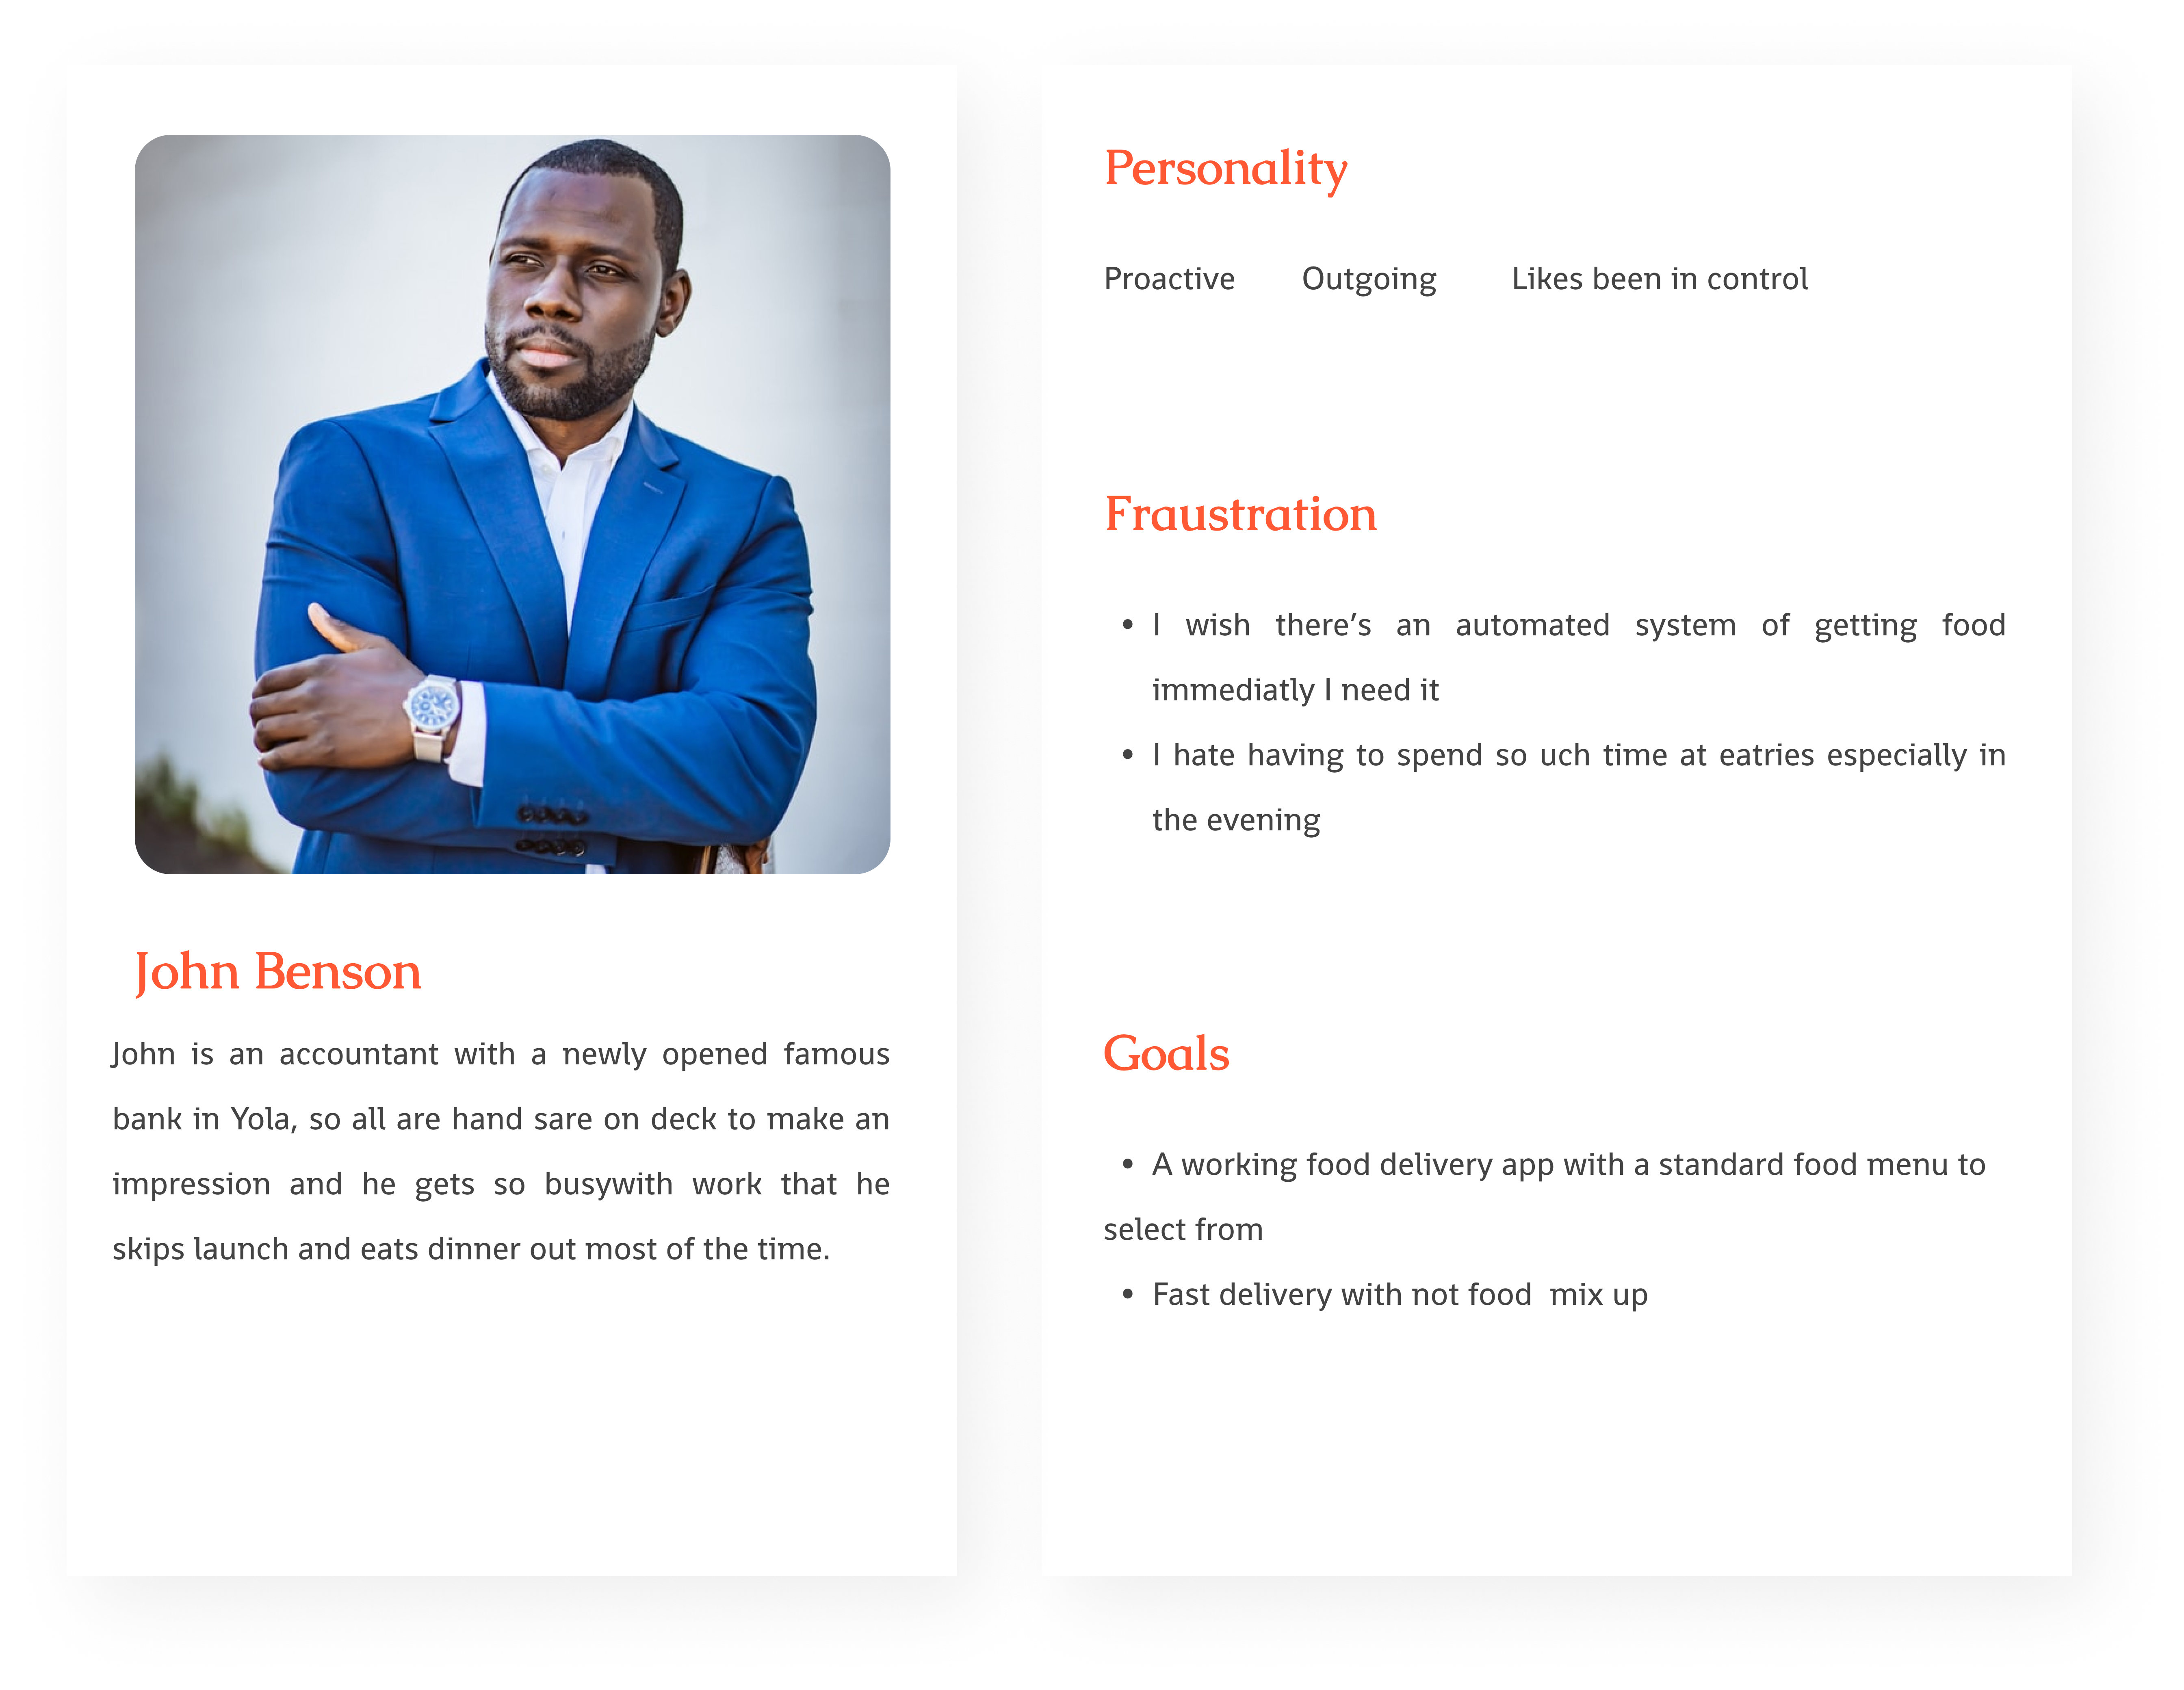 John Benson
John is an accountant with a newly opened famous
bank in Yola, so all are hand sare on deck to make an
impression and he gets so busywith work that he
skips launch and eats dinner out most of the time.
Personality
Proactive Outgoing Likes been in control
Fraustration
• I wish there’s an automated system of getting food
immediatly I need it
• I hate having to spend so uch time at eatries especially in
the evening
Goals
• A working food delivery app with a standard food menu to
select from
• Fast delivery with not food mix up